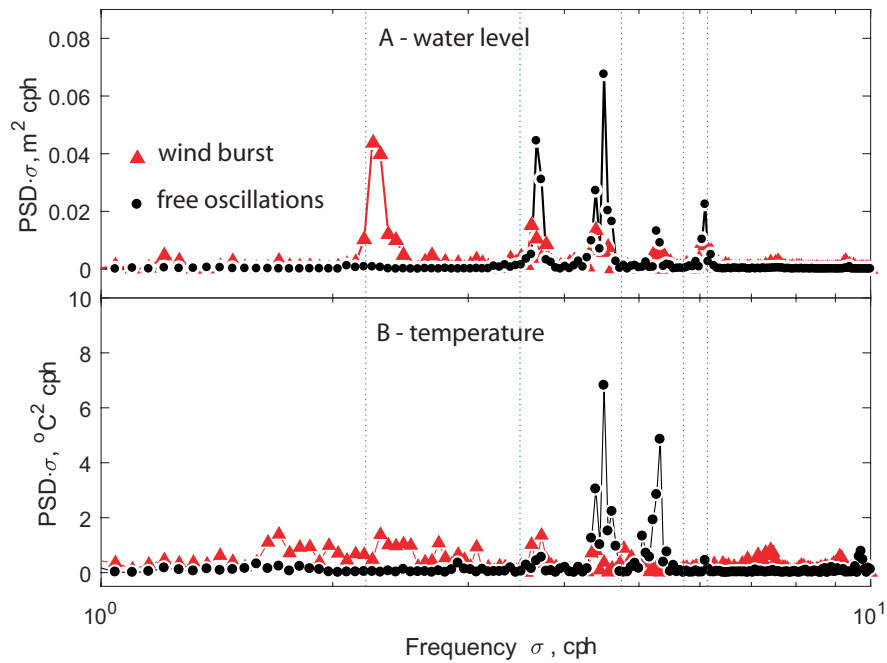 A - water level
0.08
0.06
0.04
0.02
0
PSD·σ, m² cph
wind burst
free oscillations
B - temperature
10
8
6
4
2
0
PSD·σ, °C² cph
10⁰
10¹
Frequency σ , cph